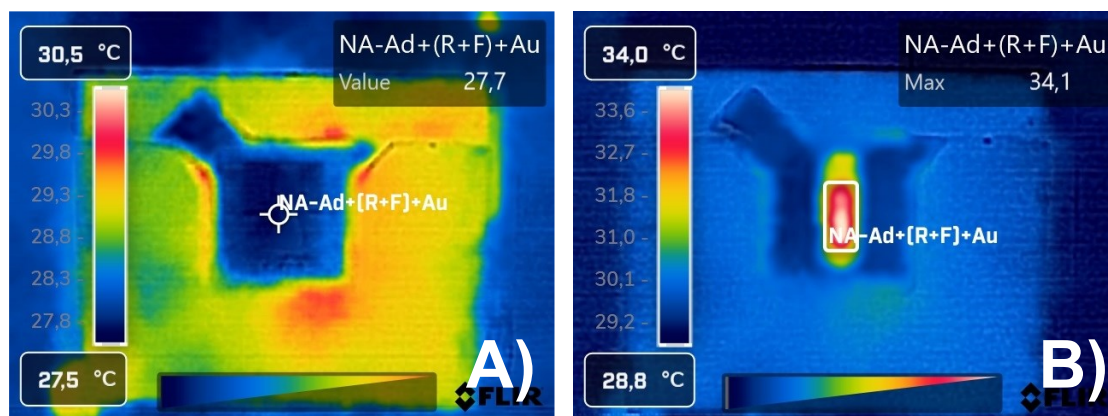 30,5 °C
NA-Ad+(R+F)+Au
Value 27,7
30,3
29,8
29,3
28,8
28,3
27,8
NA-Ad+(R+F)+Au
27,5 °C
A)
FLIR
34,0 °C
NA-Ad+(R+F)+Au
Max 34,1
33,6
32,7
31,8
31,0
30,1
29,2
NA-Ad+(R+F)+Au
28,8 °C
B)
FLIR